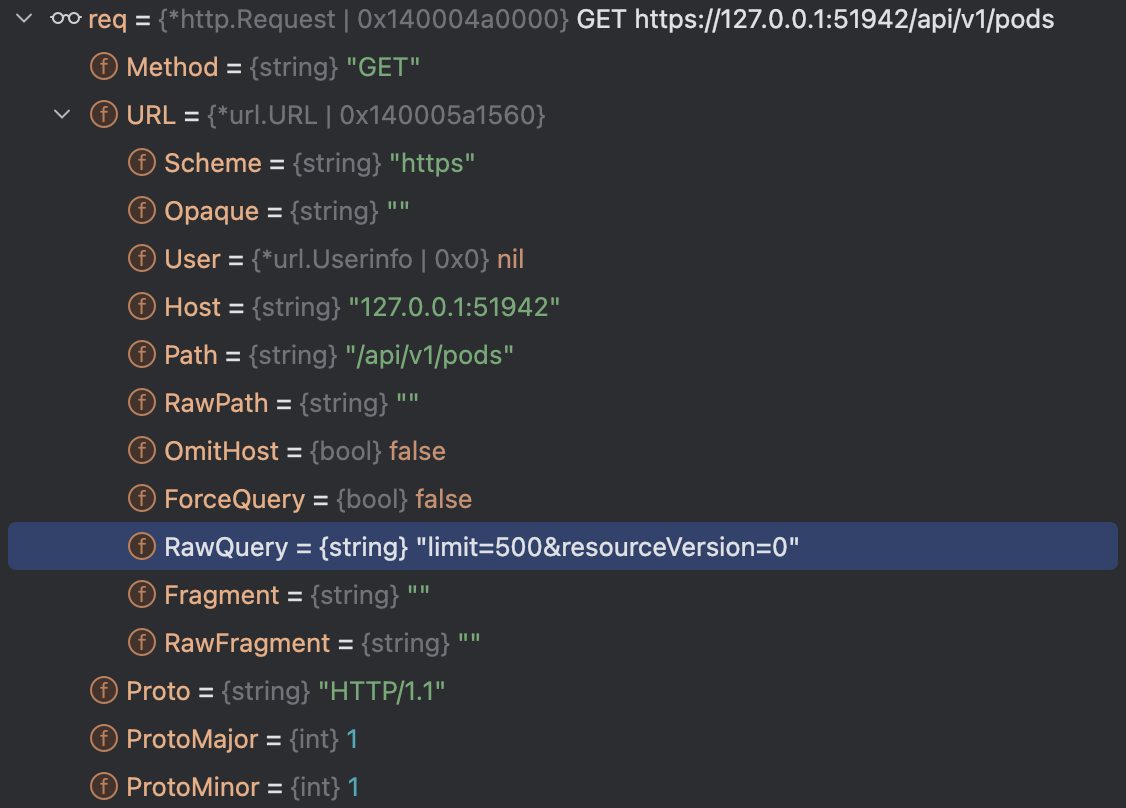 req = {*http.Request | 0x140004a0000} GET https://127.0.0.1:51942/api/v1/pods
f Method = {string} "GET"
f URL = {*url.URL | 0x140005a1560}
f Scheme = {string} "https"
f Opaque = {string} ""
f User = {*url.Userinfo | 0x0} nil
f Host = {string} "127.0.0.1:51942"
f Path = {string} "/api/v1/pods"
f RawPath = {string} ""
f OmitHost = {bool} false
f ForceQuery = {bool} false
f RawQuery = {string} "limit=500&resourceVersion=0"
f Fragment = {string} ""
f RawFragment = {string} ""
f Proto = {string} "HTTP/1.1"
f ProtoMajor = {int} 1
f ProtoMinor = {int} 1